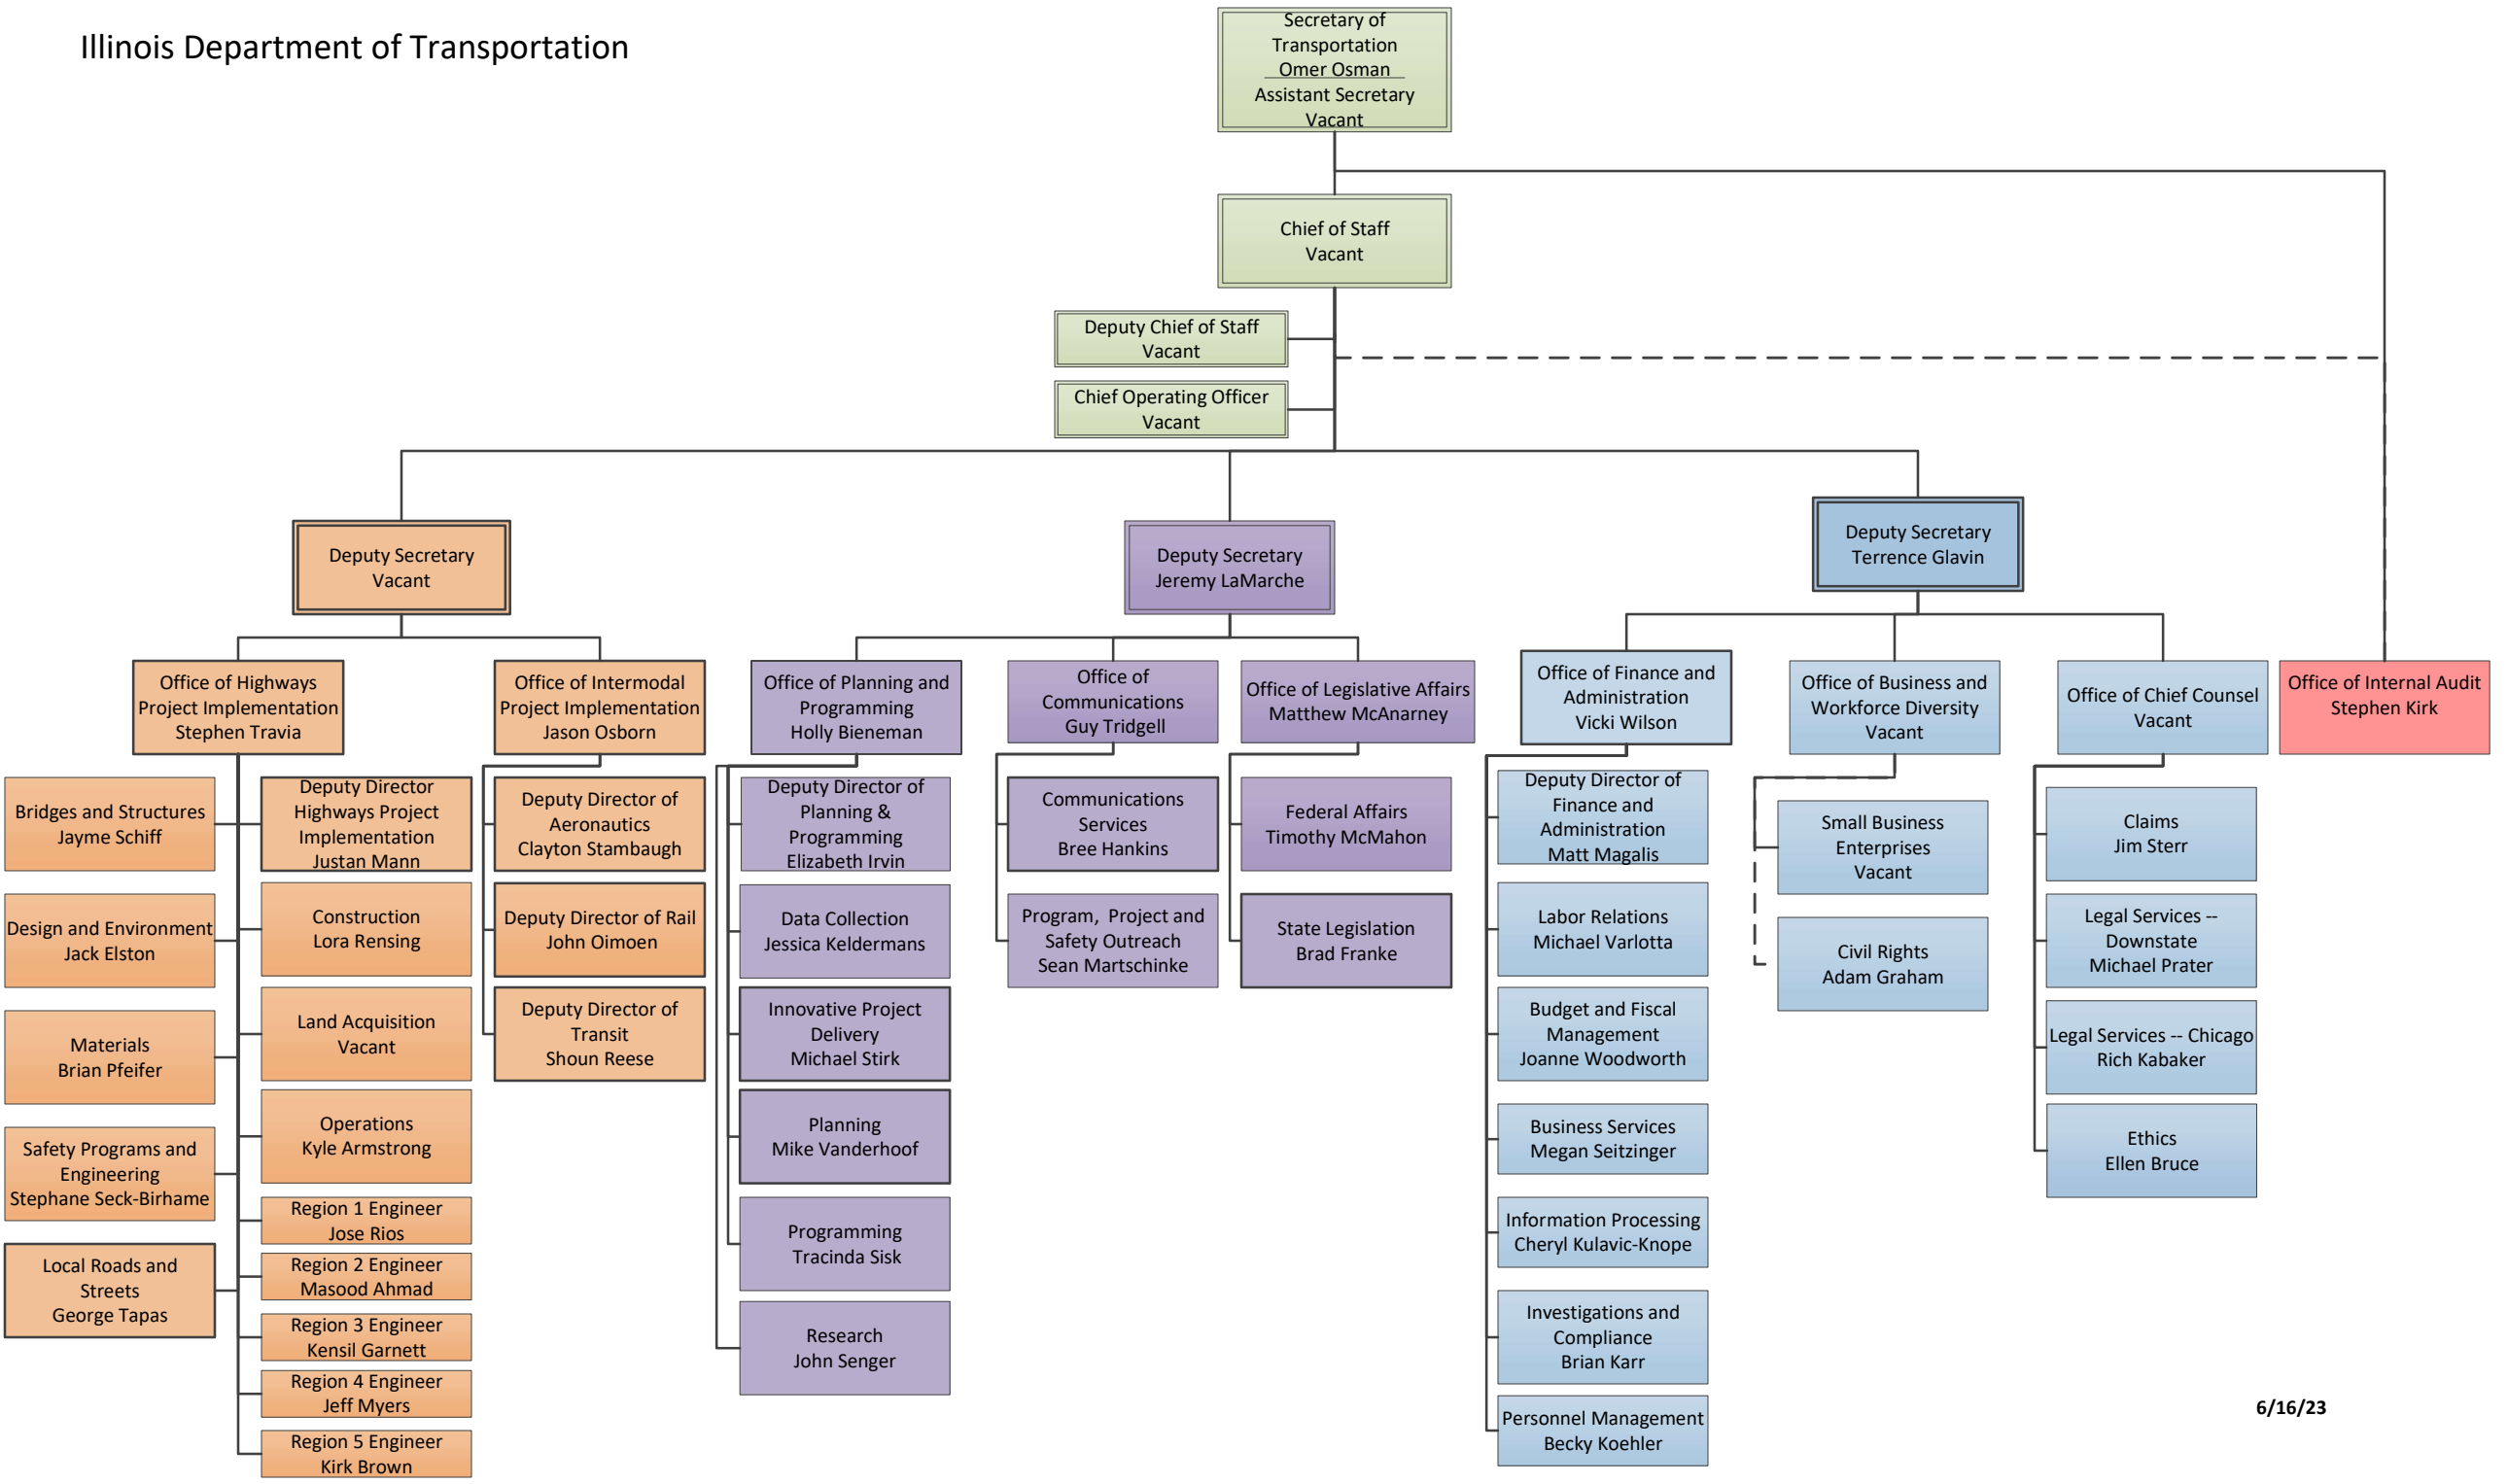 Illinois Department of Transportation
Secretary of
Transportation
Omer Osman
Assistant Secretary
Vacant
Chief of Staff
Vacant
Deputy Chief of Staff
Vacant
Chief Operating Officer
Vacant
Deputy Secretary
Vacant
Deputy Secretary
Jeremy LaMarche
Deputy Secretary
Terrence Glavin
Office of Highways
Project Implementation
Stephen Travia
Office of Intermodal
Project Implementation
Jason Osborn
Office of Planning and
Programming
Holly Bieneman
Office of
Communications
Guy Tridgell
Office of Legislative Affairs
Matthew McAnarney
Office of Finance and
Administration
Vicki Wilson
Office of Business and
Workforce Diversity
Vacant
Office of Chief Counsel
Vacant
Office of Internal Audit
Stephen Kirk
Bridges and Structures
Jayme Schiff
Design and Environment
Jack Elston
Materials
Brian Pfeifer
Safety Programs and
Engineering
Stephane Seck-Birhame
Local Roads and
Streets
George Tapas
Deputy Director
Highways Project
Implementation
Justan Mann
Construction
Lora Rensing
Land Acquisition
Vacant
Operations
Kyle Armstrong
Region 1 Engineer
Jose Rios
Region 2 Engineer
Masood Ahmad
Region 3 Engineer
Kensil Garnett
Region 4 Engineer
Jeff Myers
Region 5 Engineer
Kirk Brown
Deputy Director of
Aeronautics
Clayton Stambaugh
Deputy Director of Rail
John Oimoen
Deputy Director of
Transit
Shoun Reese
Deputy Director of
Planning &
Programming
Elizabeth Irvin
Data Collection
Jessica Keldermans
Innovative Project
Delivery
Michael Stirk
Planning
Mike Vanderhoof
Programming
Tracinda Sisk
Research
John Senger
Communications
Services
Bree Hankins
Program, Project and
Safety Outreach
Sean Martschinke
Federal Affairs
Timothy McMahon
State Legislation
Brad Franke
Deputy Director of
Finance and
Administration
Matt Magalis
Labor Relations
Michael Varlotta
Budget and Fiscal
Management
Joanne Woodworth
Business Services
Megan Seitzinger
Information Processing
Cheryl Kulavic-Knope
Investigations and
Compliance
Brian Karr
Personnel Management
Becky Koehler
Small Business
Enterprises
Vacant
Civil Rights
Adam Graham
Claims
Jim Sterr
Legal Services --
Downstate
Michael Prater
Legal Services -- Chicago
Rich Kabaker
Ethics
Ellen Bruce
6/16/23